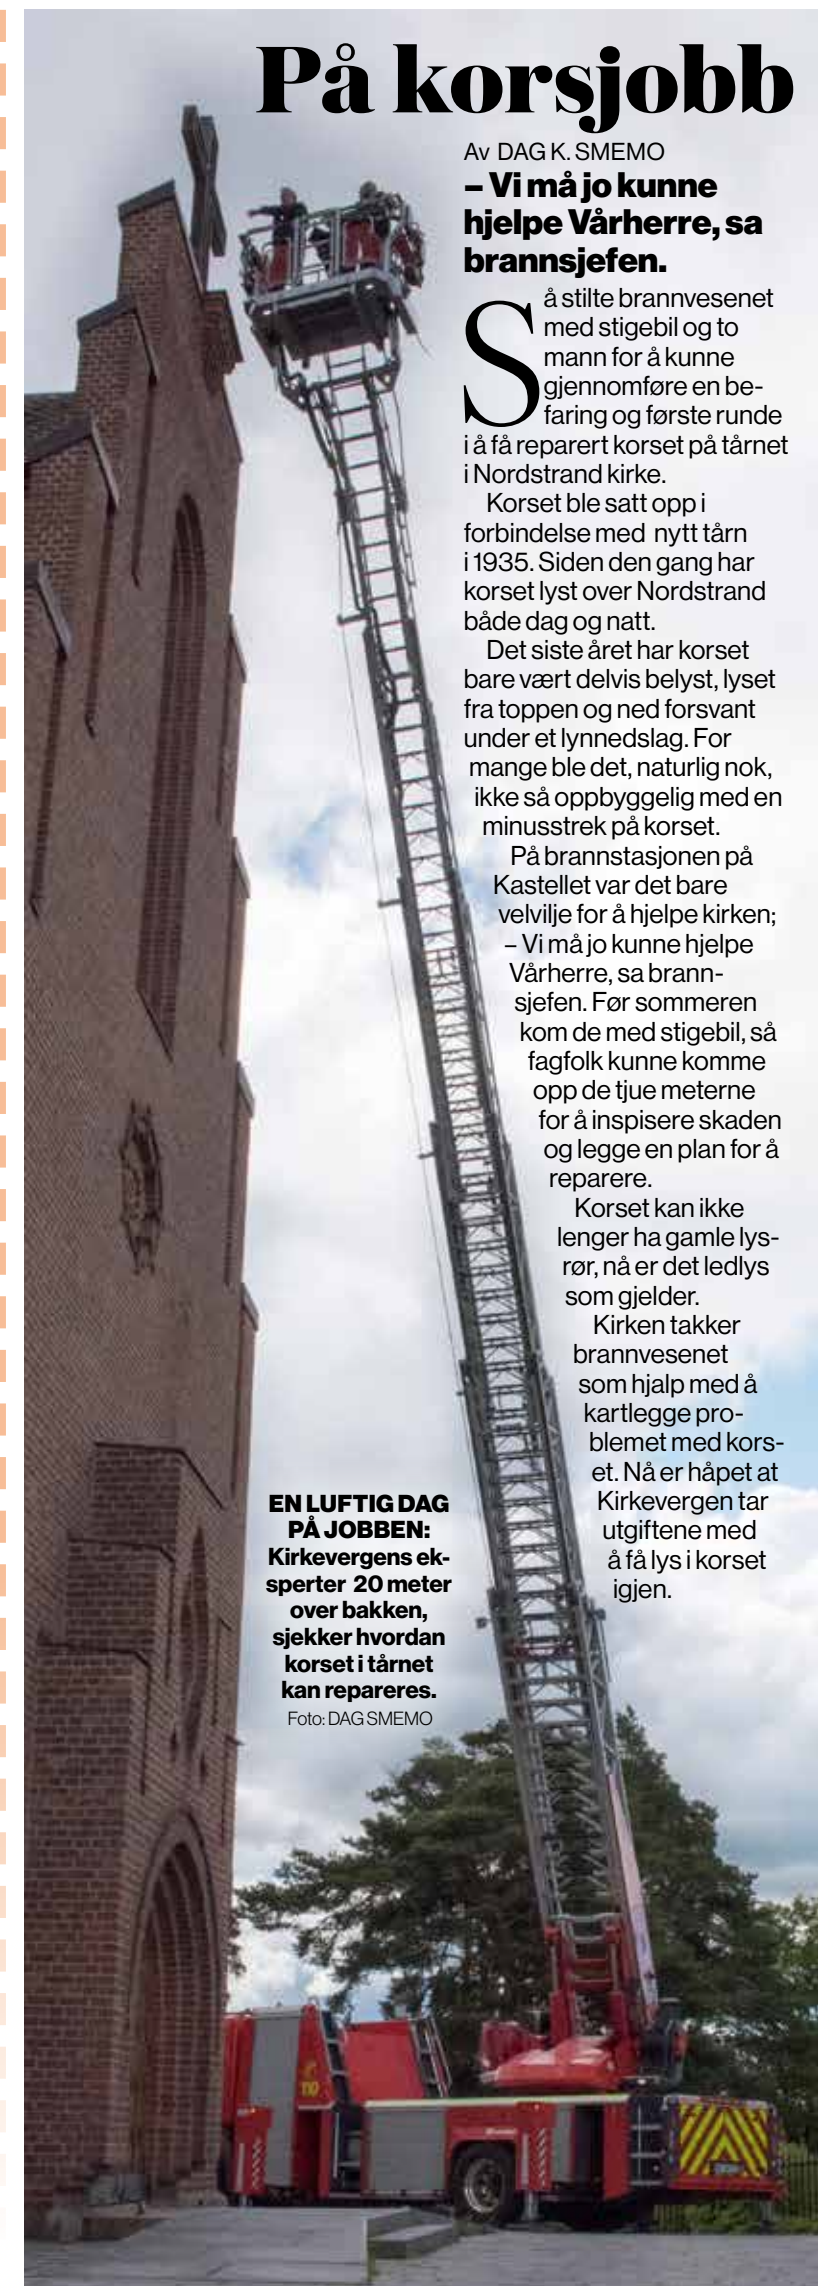 På korsjobb
Av DAG K. SMEMO
– Vi må jo kunne
hjelpe Vårherre, sa
brannsjefen.
Så stilte brannvesenet
med stigebil og to
mann for å kunne
gjennomføre en be-
faring og første runde
i å få reparert korset på tårnet
i Nordstrand kirke.
Korset ble satt opp i
forbindelse med nytt tårn
i 1935. Siden den gang har
korset lyst over Nordstrand
både dag og natt.
Det siste året har korset
bare vært delvis belyst, lyset
fra toppen og ned forsvant
under et lynnedslag. For
mange ble det, naturlig nok,
ikke så oppbyggelig med en
minusstrek på korset.
På brannstasjonen på
Kastellet var det bare
velvilje for å hjelpe kirken;
– Vi må jo kunne hjelpe
Vårherre, sa brann-
sjefen. Før sommeren
kom de med stigebil, så
fagfolk kunne komme
opp de tjue meterne
for å inspisere skaden
og legge en plan for å
reparere.
Korset kan ikke
lenger ha gamle lys-
rør, nå er det ledlys
som gjelder.
Kirken takker
brannvesenet
som hjalp med å
kartlegge pro-
blemet med kors-
et. Nå er håpet at
Kirkevergen tar
utgiftene med
å få lys i korset
igjen.
EN LUFTIG DAG
PÅ JOBBEN:
Kirkevergens ek-
sperter 20 meter
over bakken,
sjekker hvordan
korset i tårnet
kan repareres.
Foto: DAG SMEMO
110